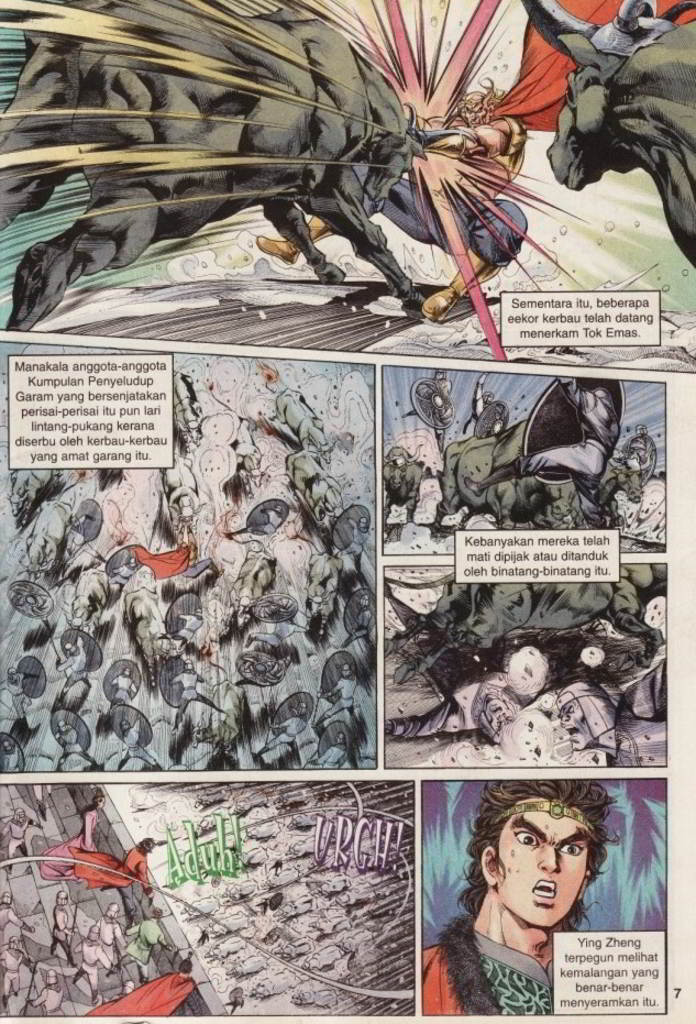 Sementara itu, beberapa
eekor kerbau telah datang
menerkam Tok Emas.
Manakala anggota-anggota
Kumpulan Penyeludup
Garam yang bersenjatakan
perisai-perisai itu pun lari
lintang-pukang kerana
diserbu oleh kerbau-kerbau
yang amat garang itu.
Kebanyakan mereka telah
mati dipijak atau ditanduk
oleh binatang-binatang itu.
Aduh!
URGH!
Ying Zheng
terpegun melihat
kemalangan yang
benar-benar
menyeramkan itu.
7